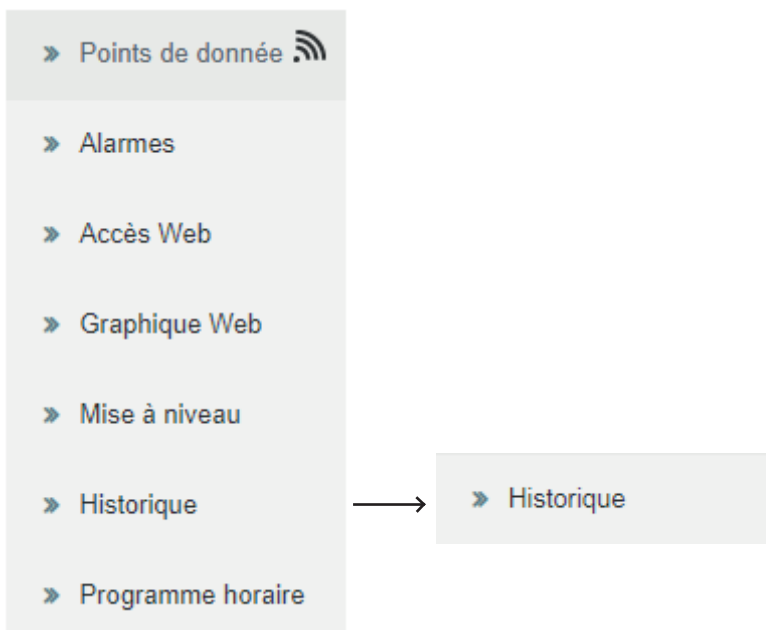 Points de donnée
Alarmes
Accès Web
Graphique Web
Mise à niveau
Historique
Historique
Programme horaire